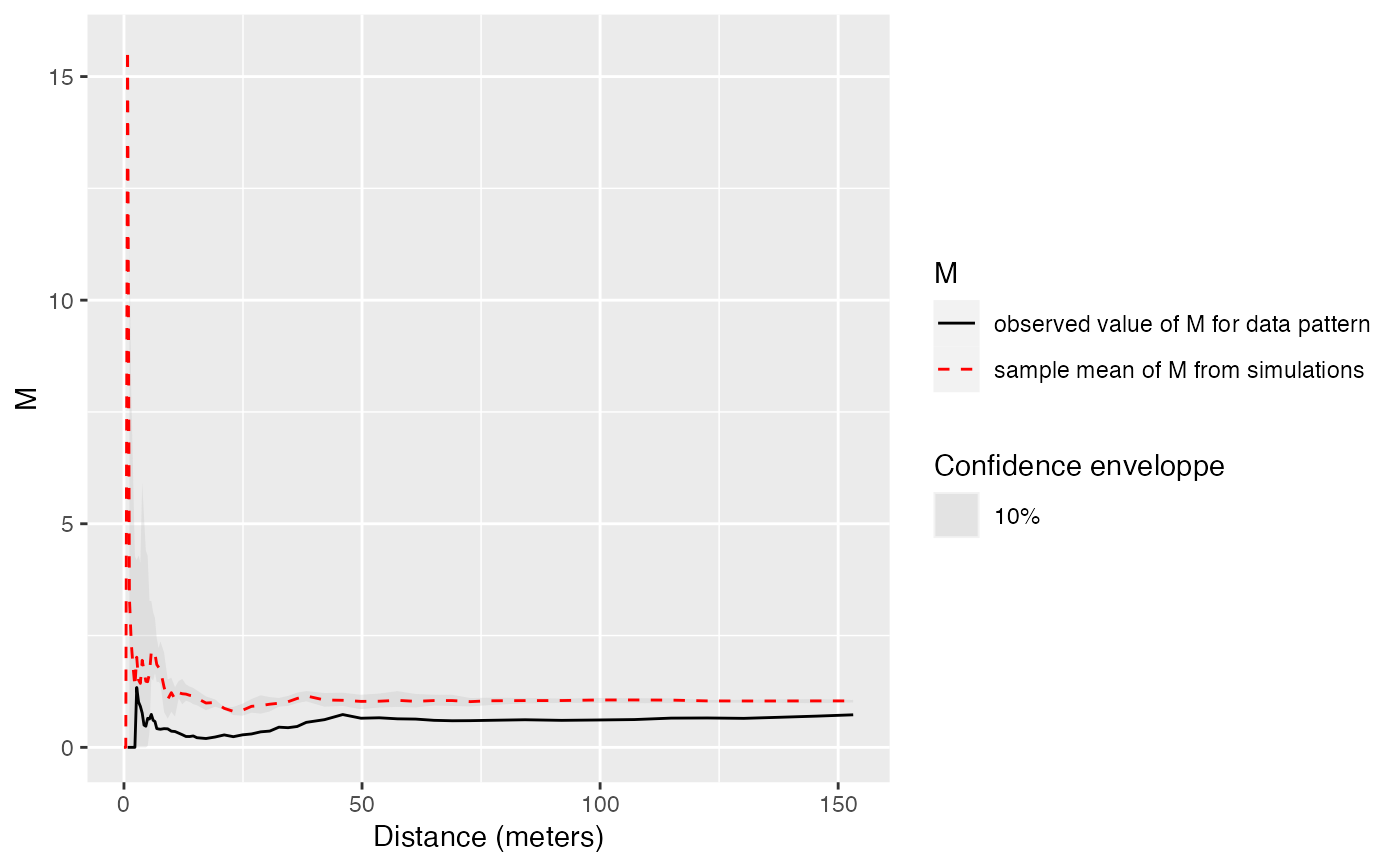 15
10
5
0
M
0
50
100
150
Distance (meters)
M
observed value of M for data pattern
sample mean of M from simulations
Confidence enveloppe
10%